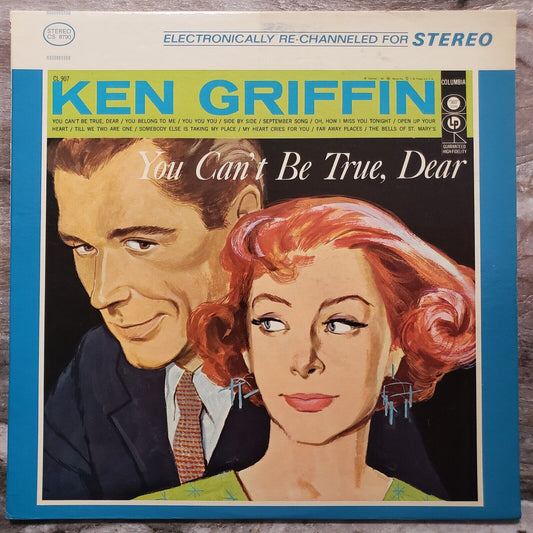 STEREO
CS 8790
ELECTRONICALLY RE-CHANNELED FOR STEREO
CL 907
KEN GRIFFIN
COLUMBIA
360
LP
GUARANTEED
HIGH-FIDELITY
YOU CAN'T BE TRUE, DEAR / YOU BELONG TO ME / YOU YOU YOU / SIDE BY SIDE / SEPTEMBER SONG / OH, HOW I MISS YOU TONIGHT / OPEN UP YOUR
HEART / TILL WE TWO ARE ONE / SOMEBODY ELSE IS TAKING MY PLACE / MY HEART CRIES FOR YOU / FAR AWAY PLACES / THE BELLS OF ST. MARY'S
You Can't Be True, Dear